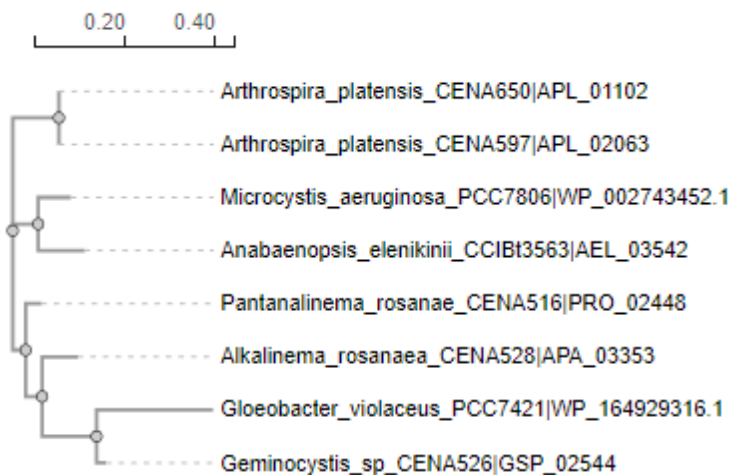 0.20 0.40
Arthrospira_platensis_CENA650|APL_01102
Arthrospira_platensis_CENA597|APL_02063
Microcystis_aeruginosa_PCC7806|WP_002743452.1
Anabaenopsis_elenikinii_CCIBt3563|AEL_03542
Pantanalinema_rosanae_CENA516|PRO_02448
Alkalinema_rosanaea_CENA528|APA_03353
Gloeobacter_violaceus_PCC7421|WP_164929316.1
Geminocystis_sp_CENA526|GSP_02544